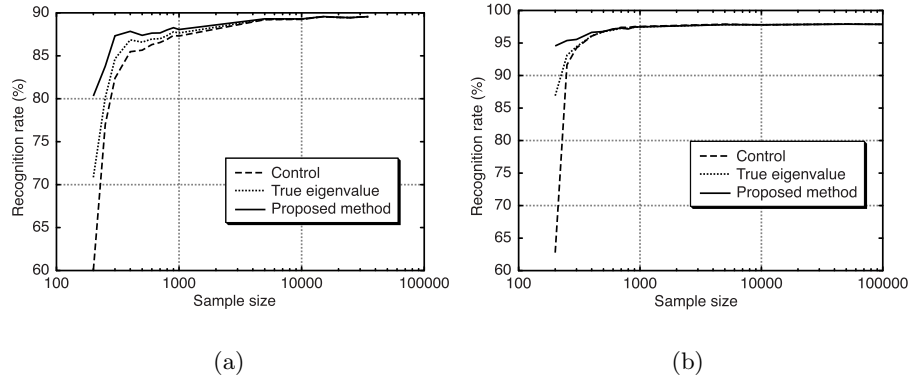 90
85
80
75
70
65
60
Recognition rate (%)
Control
True eigenvalue
Proposed method
100 1000 10000 100000
Sample size
(a)
100
95
90
85
80
75
70
65
60
Recognition rate (%)
Control
True eigenvalue
Proposed method
100 1000 10000 100000
Sample size
(b)